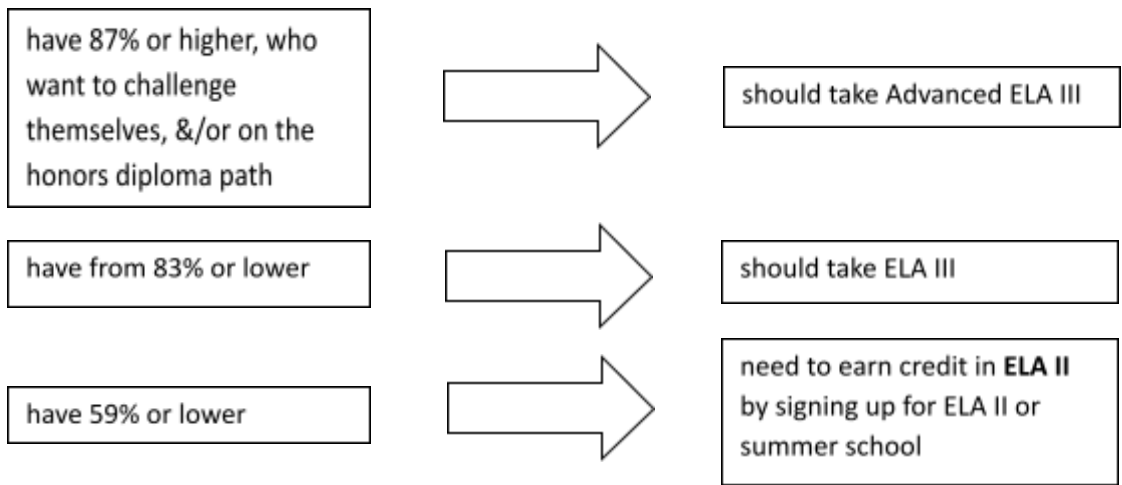 have 87% or higher, who
want to challenge
themselves, &/or on the
honors diploma path
should take Advanced ELA III
have from 83% or lower
should take ELA III
have 59% or lower
need to earn credit in ELA II
by signing up for ELA II or
summer school